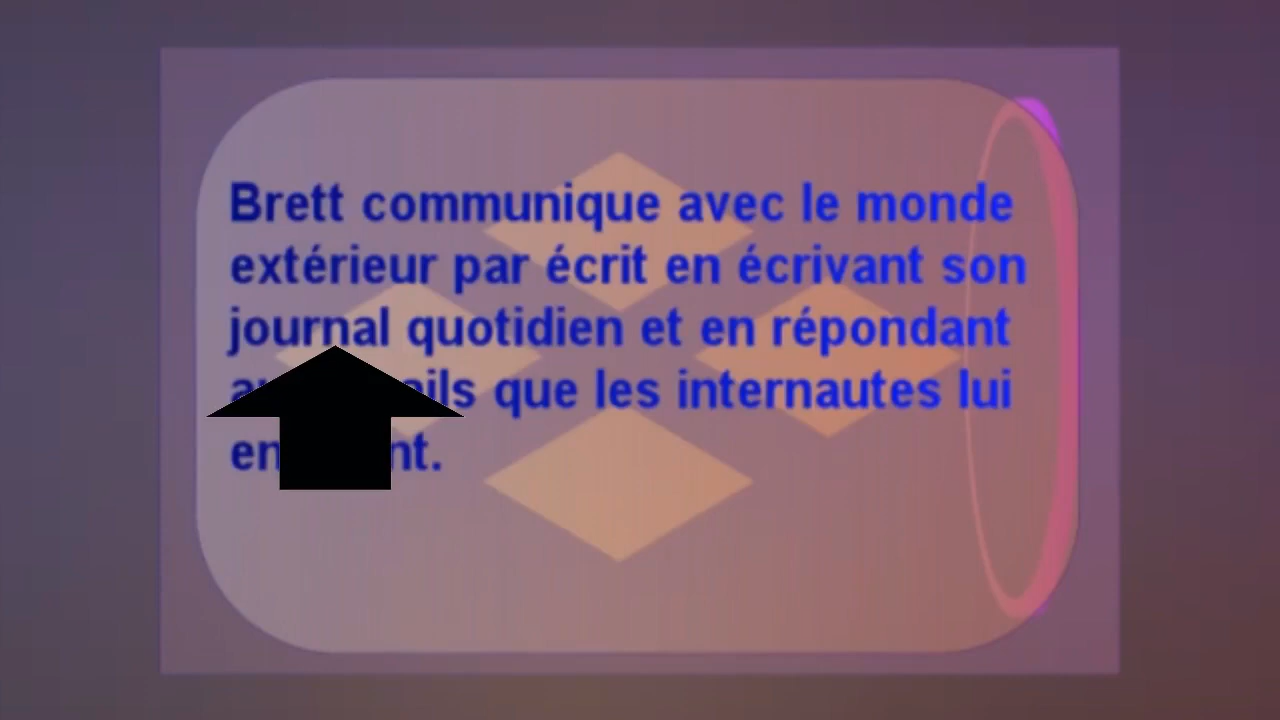 Brett communique avec le monde
extérieur par écrit en écrivant son
journal quotidien et en répondant
que les internautes lui